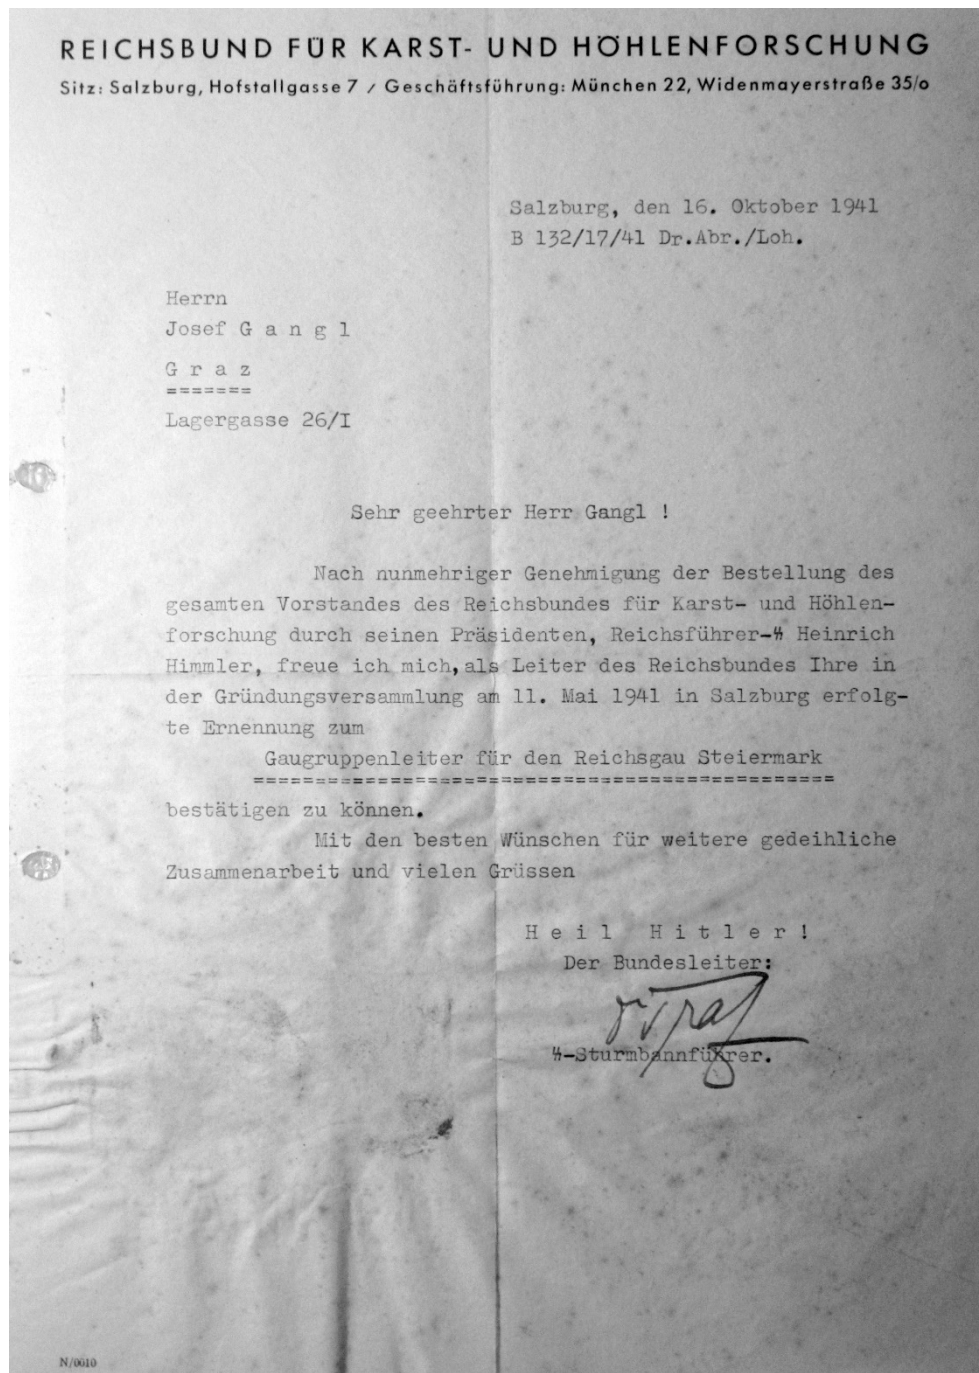 REICHSBUND FÜR KARST- UND HÖHLENFORSCHUNG
Sitz: Salzburg, Hofstallgasse 7 / Geschäftsführung: München 22, Widenmayerstraße 35/o
Salzburg, den 16. Oktober 1941
B 132/17/41 Dr.Abr./Loh.
Herrn
Josef G a n g l
G r a z
=======
Lagergasse 26/I
Sehr geehrter Herr Gangl !
Nach nunmehriger Genehmigung der Bestellung des
gesamten Vorstandes des Reichsbundes für Karst- und Höhlen-
forschung durch seinen Präsidenten, Reichsführer-ᛋᛋ Heinrich
Himmler, freue ich mich, als Leiter des Reichsbundes Ihre in
der Gründungsversammlung am 11. Mai 1941 in Salzburg erfolg-
te Ernennung zum
Gaugruppenleiter für den Reichsgau Steiermark
===============================================
bestätigen zu können.
Mit den besten Wünschen für weitere gedeihliche
Zusammenarbeit und vielen Grüssen
H e i l   H i t l e r !
Der Bundesleiter:
ᛋᛋ-Sturmbannführer.
N/0010